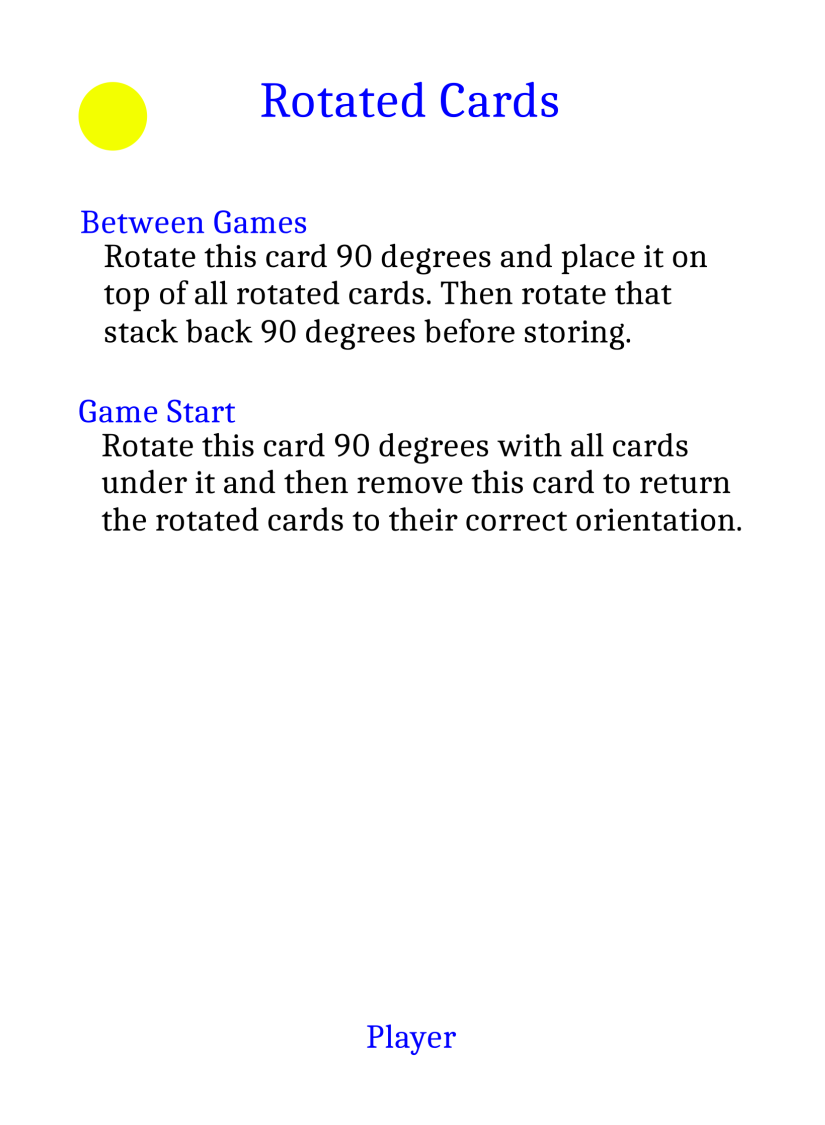 Rotated Cards
Between Games
Rotate this card 90 degrees and place it on
top of all rotated cards. Then rotate that
stack back 90 degrees before storing.
Game Start
Rotate this card 90 degrees with all cards
under it and then remove this card to return
the rotated cards to their correct orientation.
Player